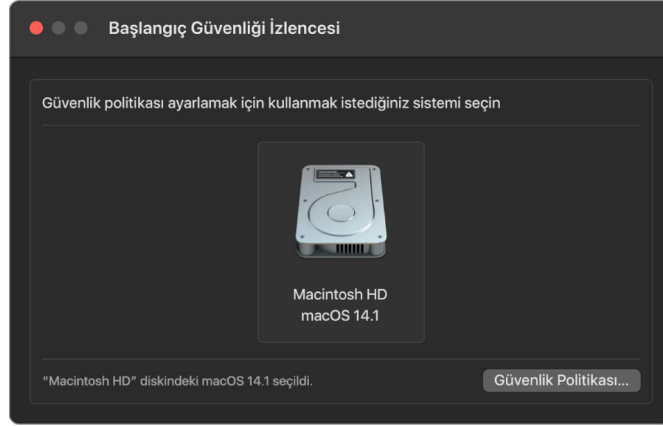 Başlangıç Güvenliği İzlencesi
Güvenlik politikası ayarlamak için kullanmak istediğiniz sistemi seçin
Macintosh HD
macOS 14.1
“Macintosh HD” diskindeki macOS 14.1 seçildi.
Güvenlik Politikası...